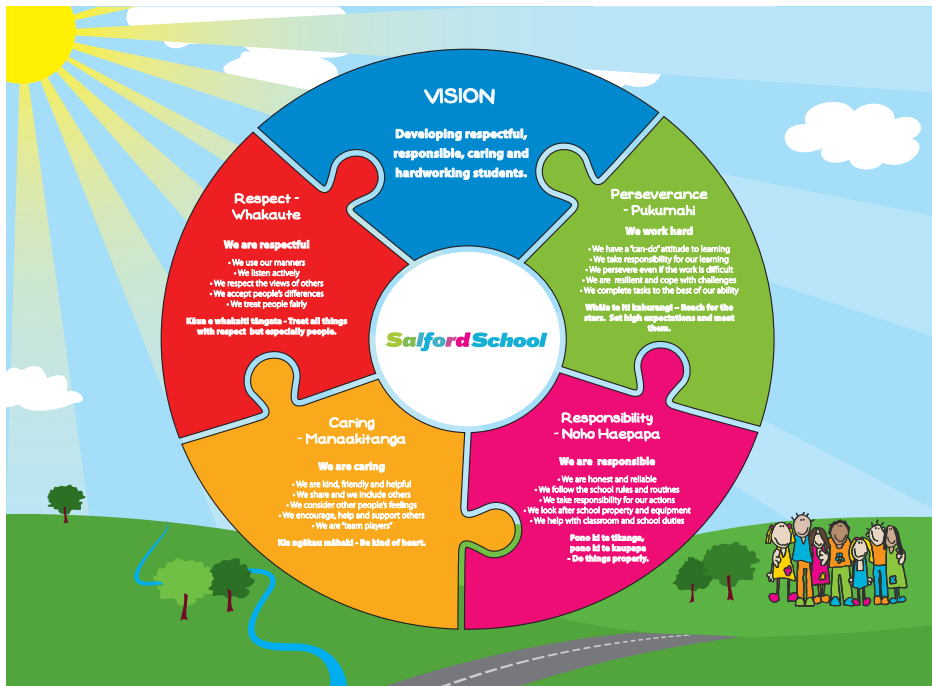 VISION
Developing respectful,
responsible, caring and
hardworking students.
Respect -
Whakaute
We are respectful
• We use our manners
• We listen actively
• We respect the views of others
• We accept people's differences
• We treat people fairly
Kāua e whakaiti tāngata - Treat all things
with respect but especially people.
Perseverance
- Pukumahi
We work hard
• We have a "can-do" attitude to learning
• We take responsibility for our learning
• We persevere even if the work is difficult
• We are resilient and cope with challenges
• We complete tasks to the best of our ability
Whāia te iti kahurangi – Reach for the
stars. Set high expectations and meet
them.
Salford School
Caring
- Manaakitanga
We are caring
• We are kind, friendly and helpful
• We share and we include others
• We consider other people's feelings
• We encourage, help and support others
• We are "team players"
Kia ngākau māhaki - Be kind of heart.
Responsibility
- Noho Haepapa
We are responsible
• We are honest and reliable
• We follow the school rules and routines
• We take responsibility for our actions
• We look after school property and equipment
• We help with classroom and school duties
Pono ki te tikanga,
pono ki te kaupapa
- Do things properly.